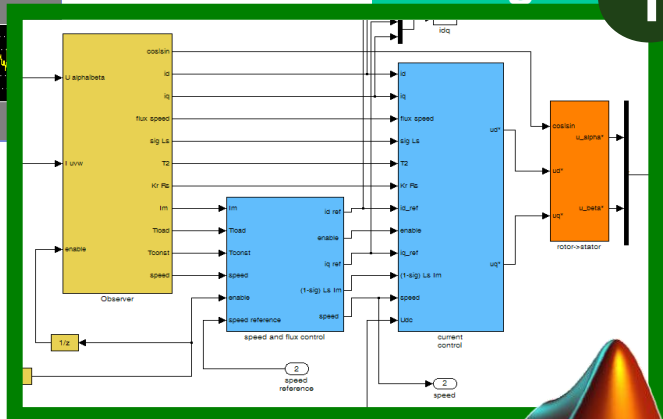 idq
cos|sin
id
iq
flux speed
sig Ls
T2
Kr Rs
Im
Tload
Tconst
speed
U alphabeta
I uvw
enable
Observer
1/z
Im
Tload
Tconst
speed
enable
speed reference
id ref
enable
iq ref
(1-sig) Ls Im
speed
speed and flux control
2
speed
reference
id
iq
flux speed
sig Ls
T2
Kr Rs
id_ref
enable
iq_ref
(1-sig) Ls Im
speed
Udc
ud*
uq*
current
control
2
speed
cos|sin
ud*
uq*
u_alpha*
u_beta*
rotor->stator